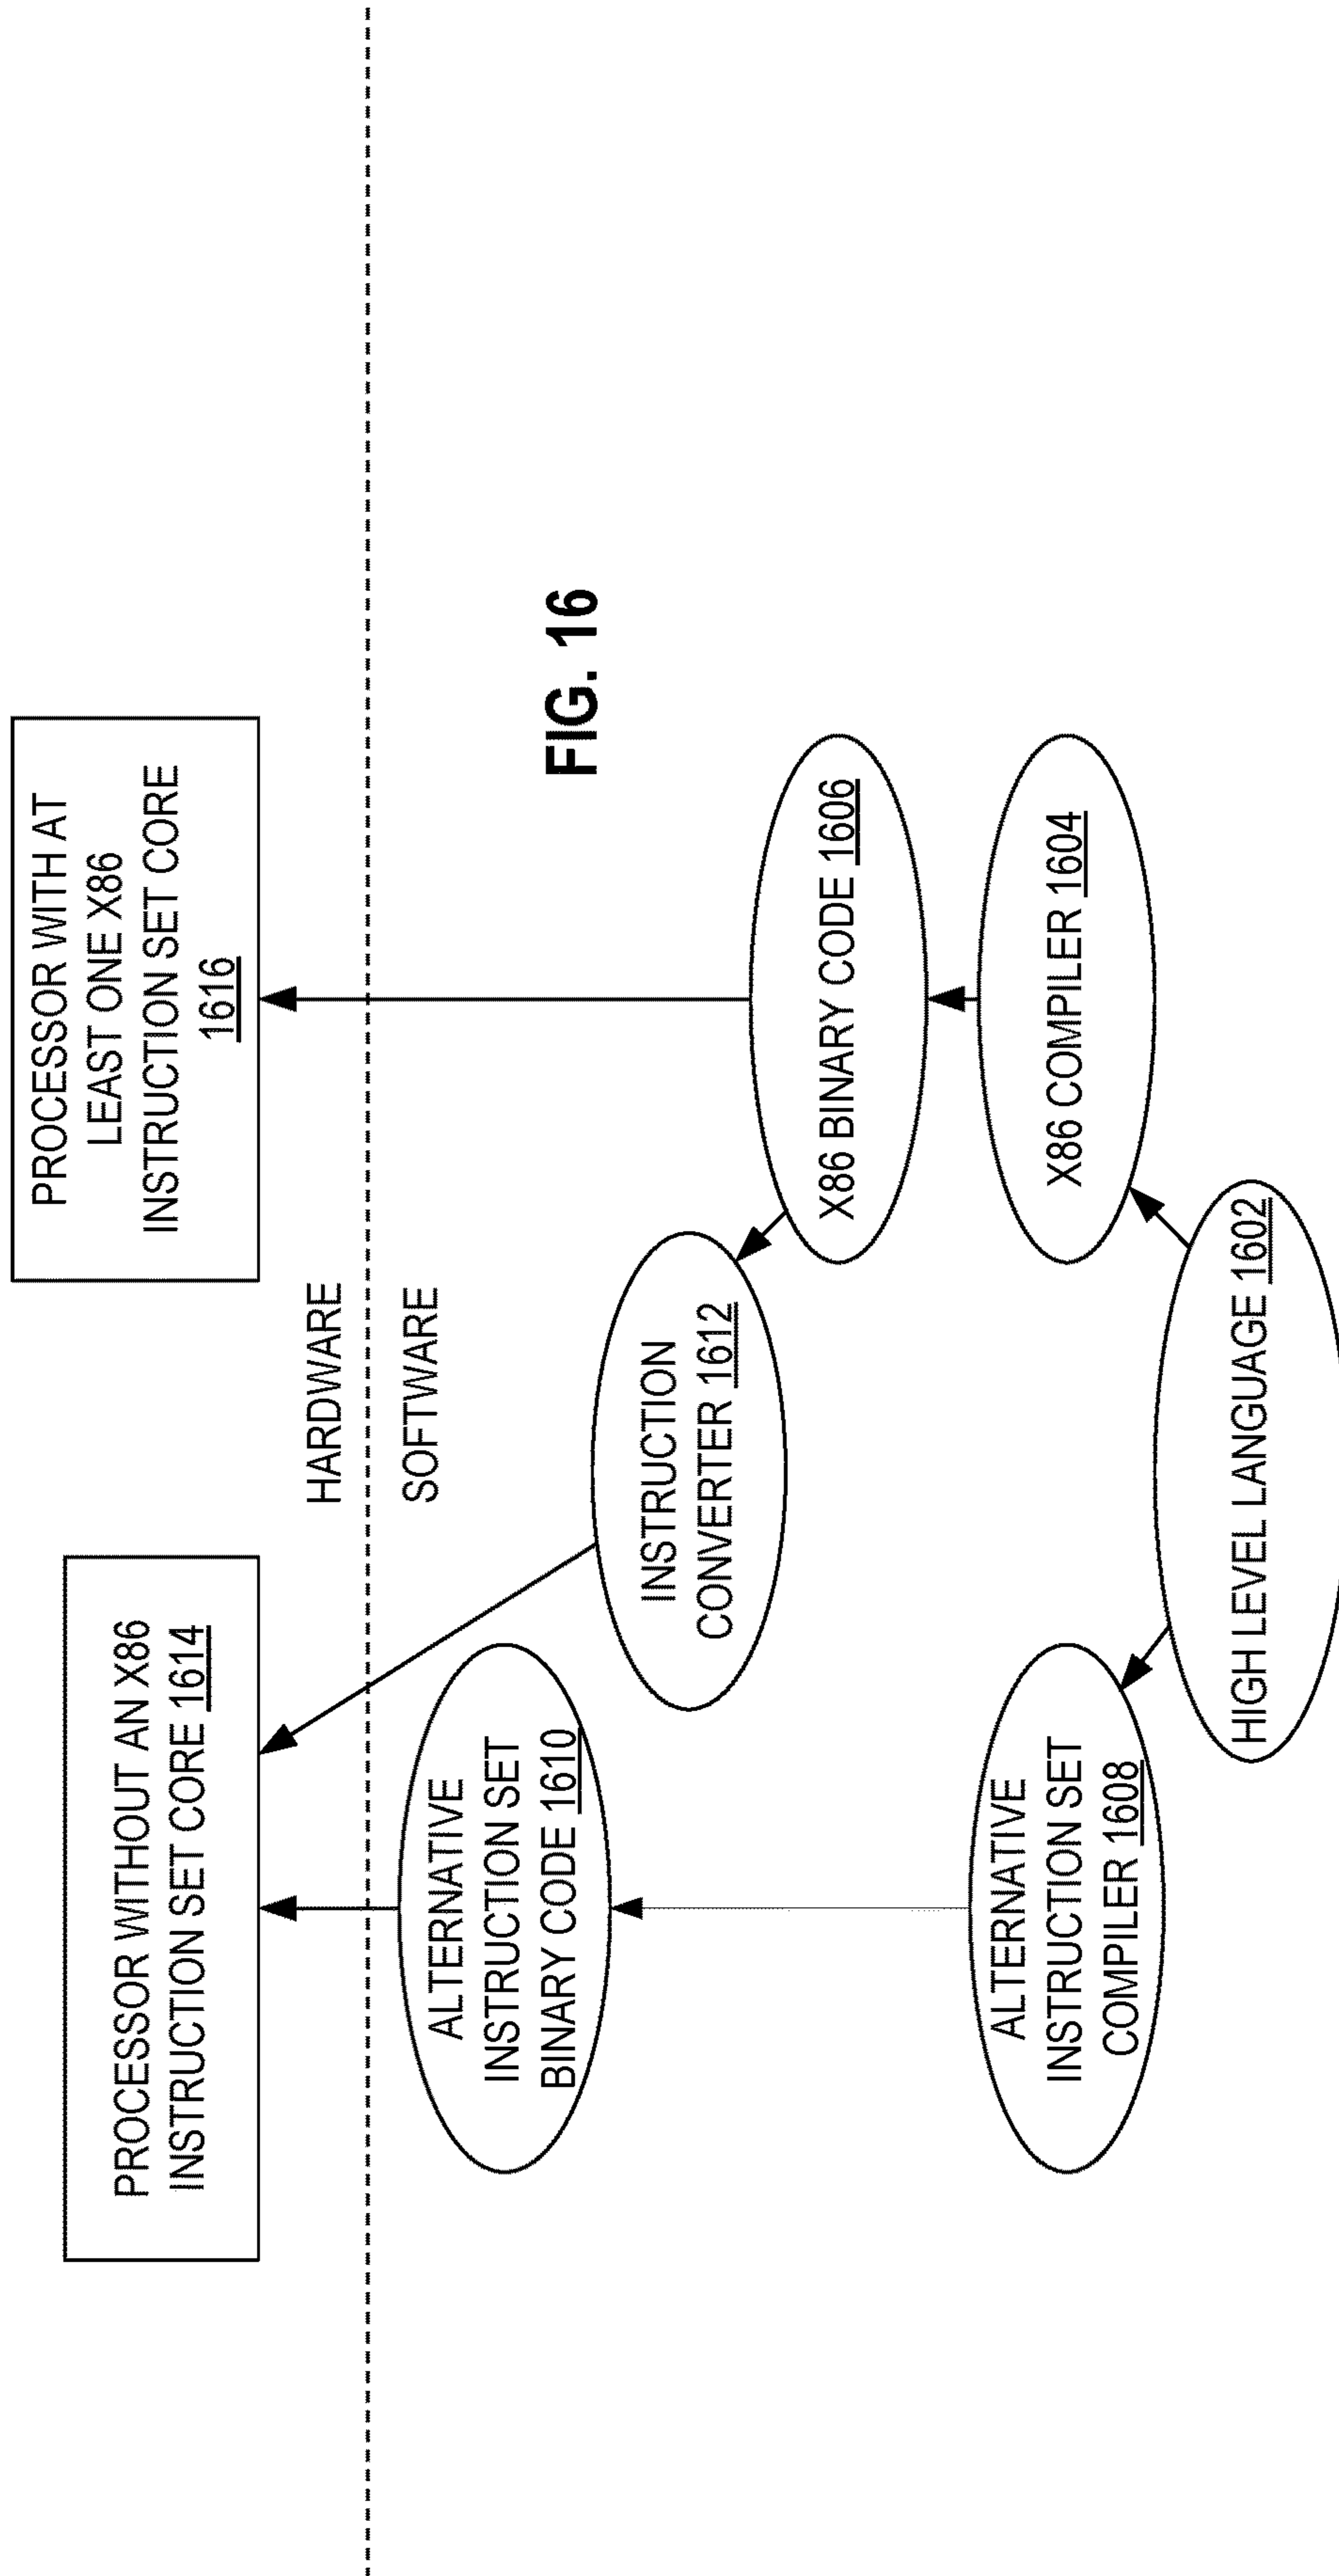 PROCESSOR WITHOUT AN X86
INSTRUCTION SET CORE 1614
PROCESSOR WITH AT
LEAST ONE X86
INSTRUCTION SET CORE
1616
HARDWARE
SOFTWARE
ALTERNATIVE
INSTRUCTION SET
BINARY CODE 1610
INSTRUCTION
CONVERTER 1612
FIG. 16
X86 BINARY CODE 1606
ALTERNATIVE
INSTRUCTION SET
COMPILER 1608
X86 COMPILER 1604
HIGH LEVEL LANGUAGE 1602